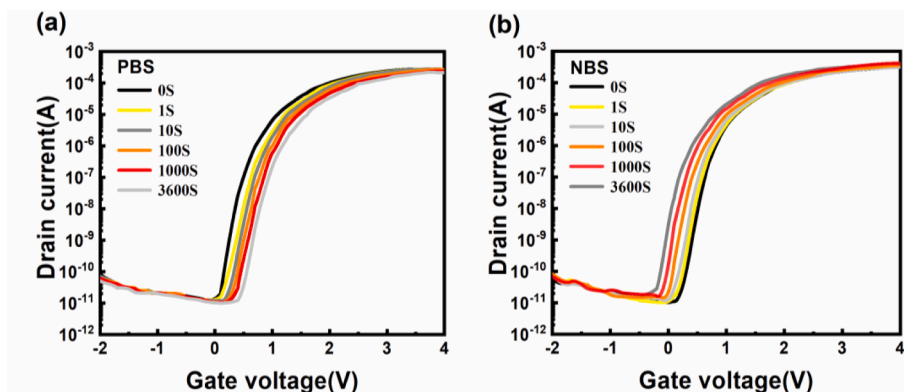 (a)
PBS
0S
1S
10S
100S
1000S
3600S
Drain current(A)
10-3
10-4
10-5
10-6
10-7
10-8
10-9
10-10
10-11
10-12
-2
-1
0
1
2
3
4
Gate voltage(V)
(b)
NBS
0S
1S
10S
100S
1000S
3600S
Drain current(A)
10-3
10-4
10-5
10-6
10-7
10-8
10-9
10-10
10-11
10-12
-2
-1
0
1
2
3
4
Gate voltage(V)